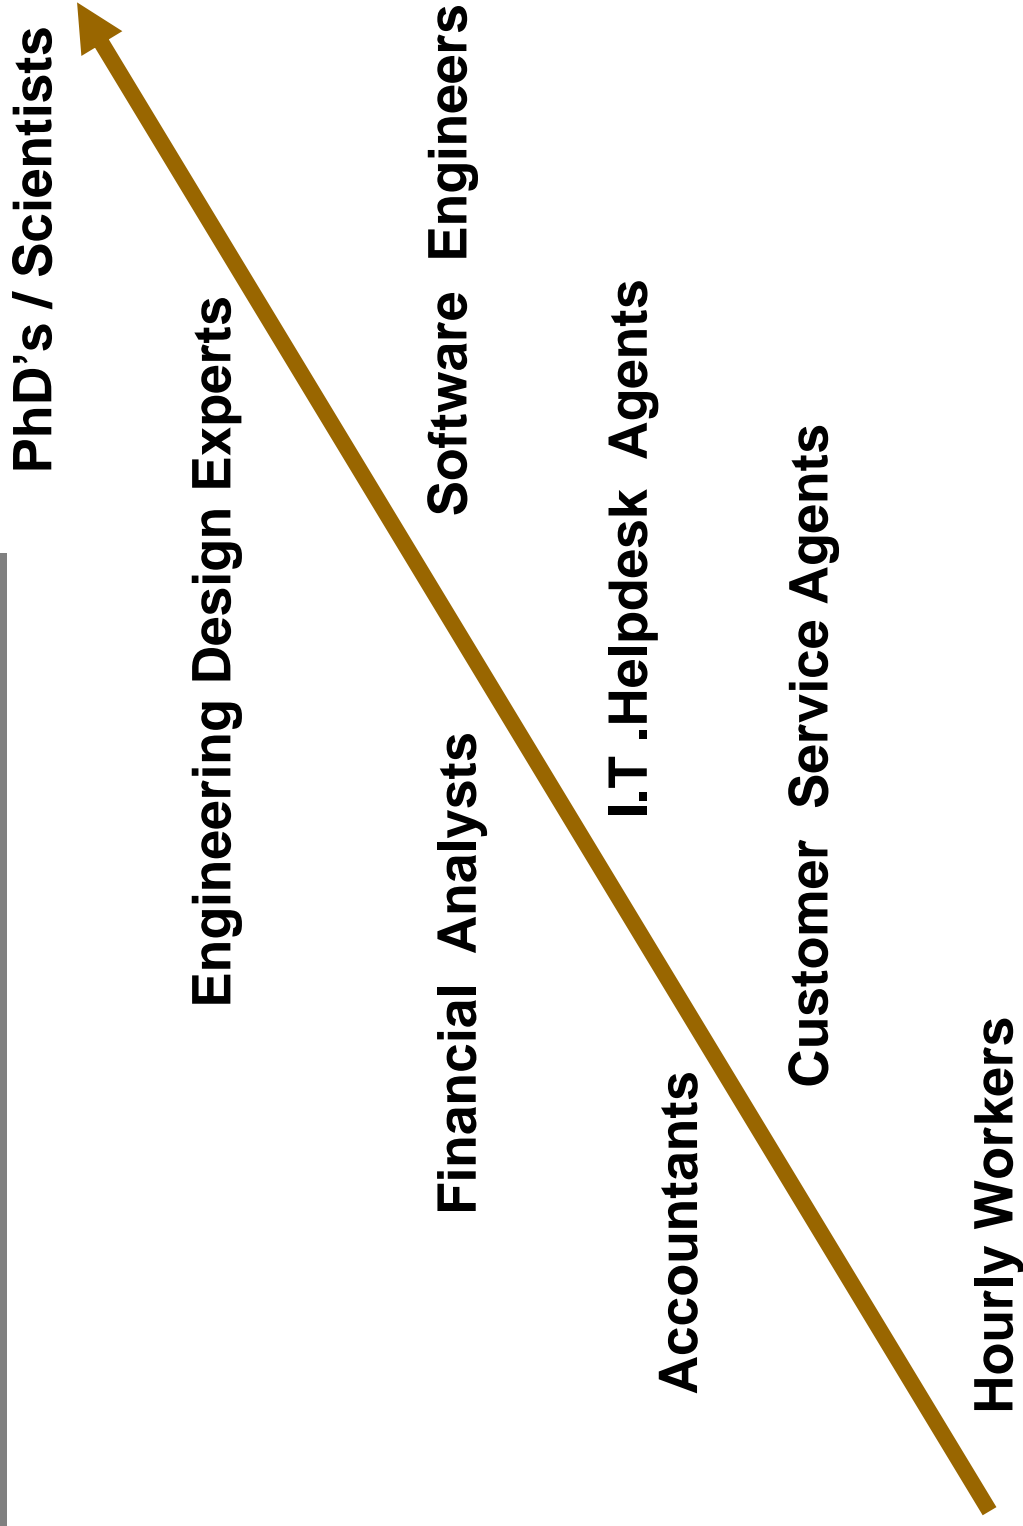 PhD’s / Scientists
Engineering Design Experts
Software Engineers
Financial Analysts
I.T .Helpdesk Agents
Accountants
Customer Service Agents
Hourly Workers